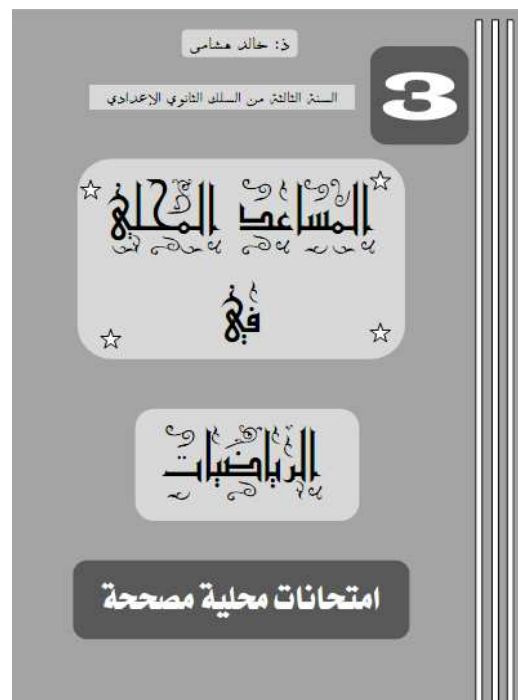 ذ: خالد هشامي
3
السنة الثالثة من السلك الثانوي الإعدادي
المساعد المحلي
في
الرياضيات
امتحانات محلية مصححة